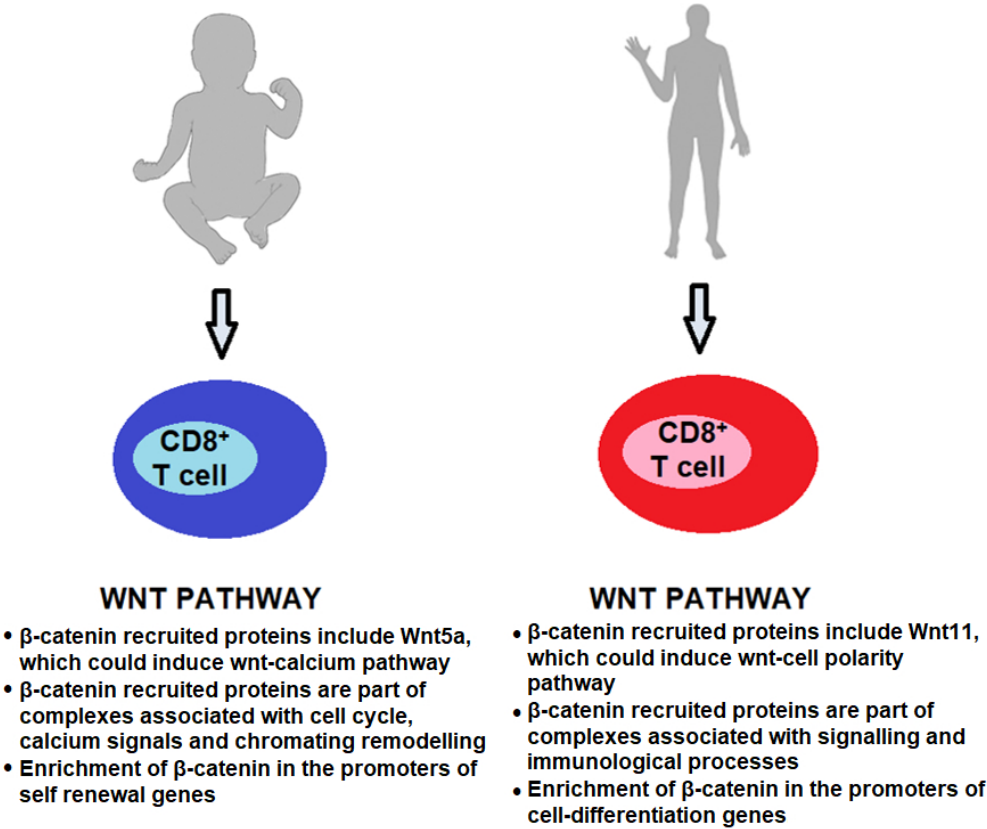 CD8⁺
T cell
WNT PATHWAY
• β-catenin recruited proteins include Wnt5a,
which could induce wnt-calcium pathway
• β-catenin recruited proteins are part of
complexes associated with cell cycle,
calcium signals and chromating remodelling
• Enrichment of β-catenin in the promoters of
self renewal genes
CD8⁺
T cell
WNT PATHWAY
• β-catenin recruited proteins include Wnt11,
which could induce wnt-cell polarity
pathway
• β-catenin recruited proteins are part of
complexes associated with signalling and
immunological processes
• Enrichment of β-catenin in the promoters of
cell-differentiation genes